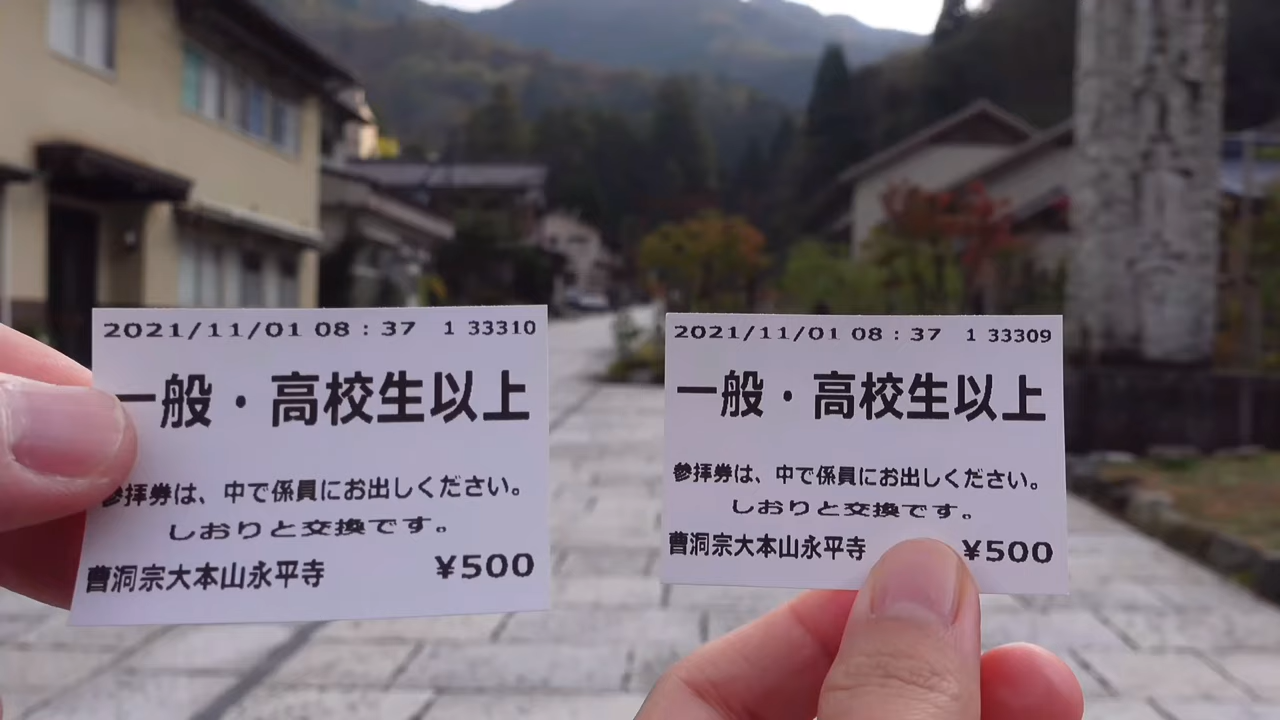 2021/11/01 08:37 1 33310
一般・高校生以上
参拝券は、中で係員にお出しください。
しおりと交換です。
曹洞宗大本山永平寺 ¥500
2021/11/01 08:37 1 33309
一般・高校生以上
参拝券は、中で係員にお出しください。
しおりと交換です。
曹洞宗大本山永平寺 ¥500